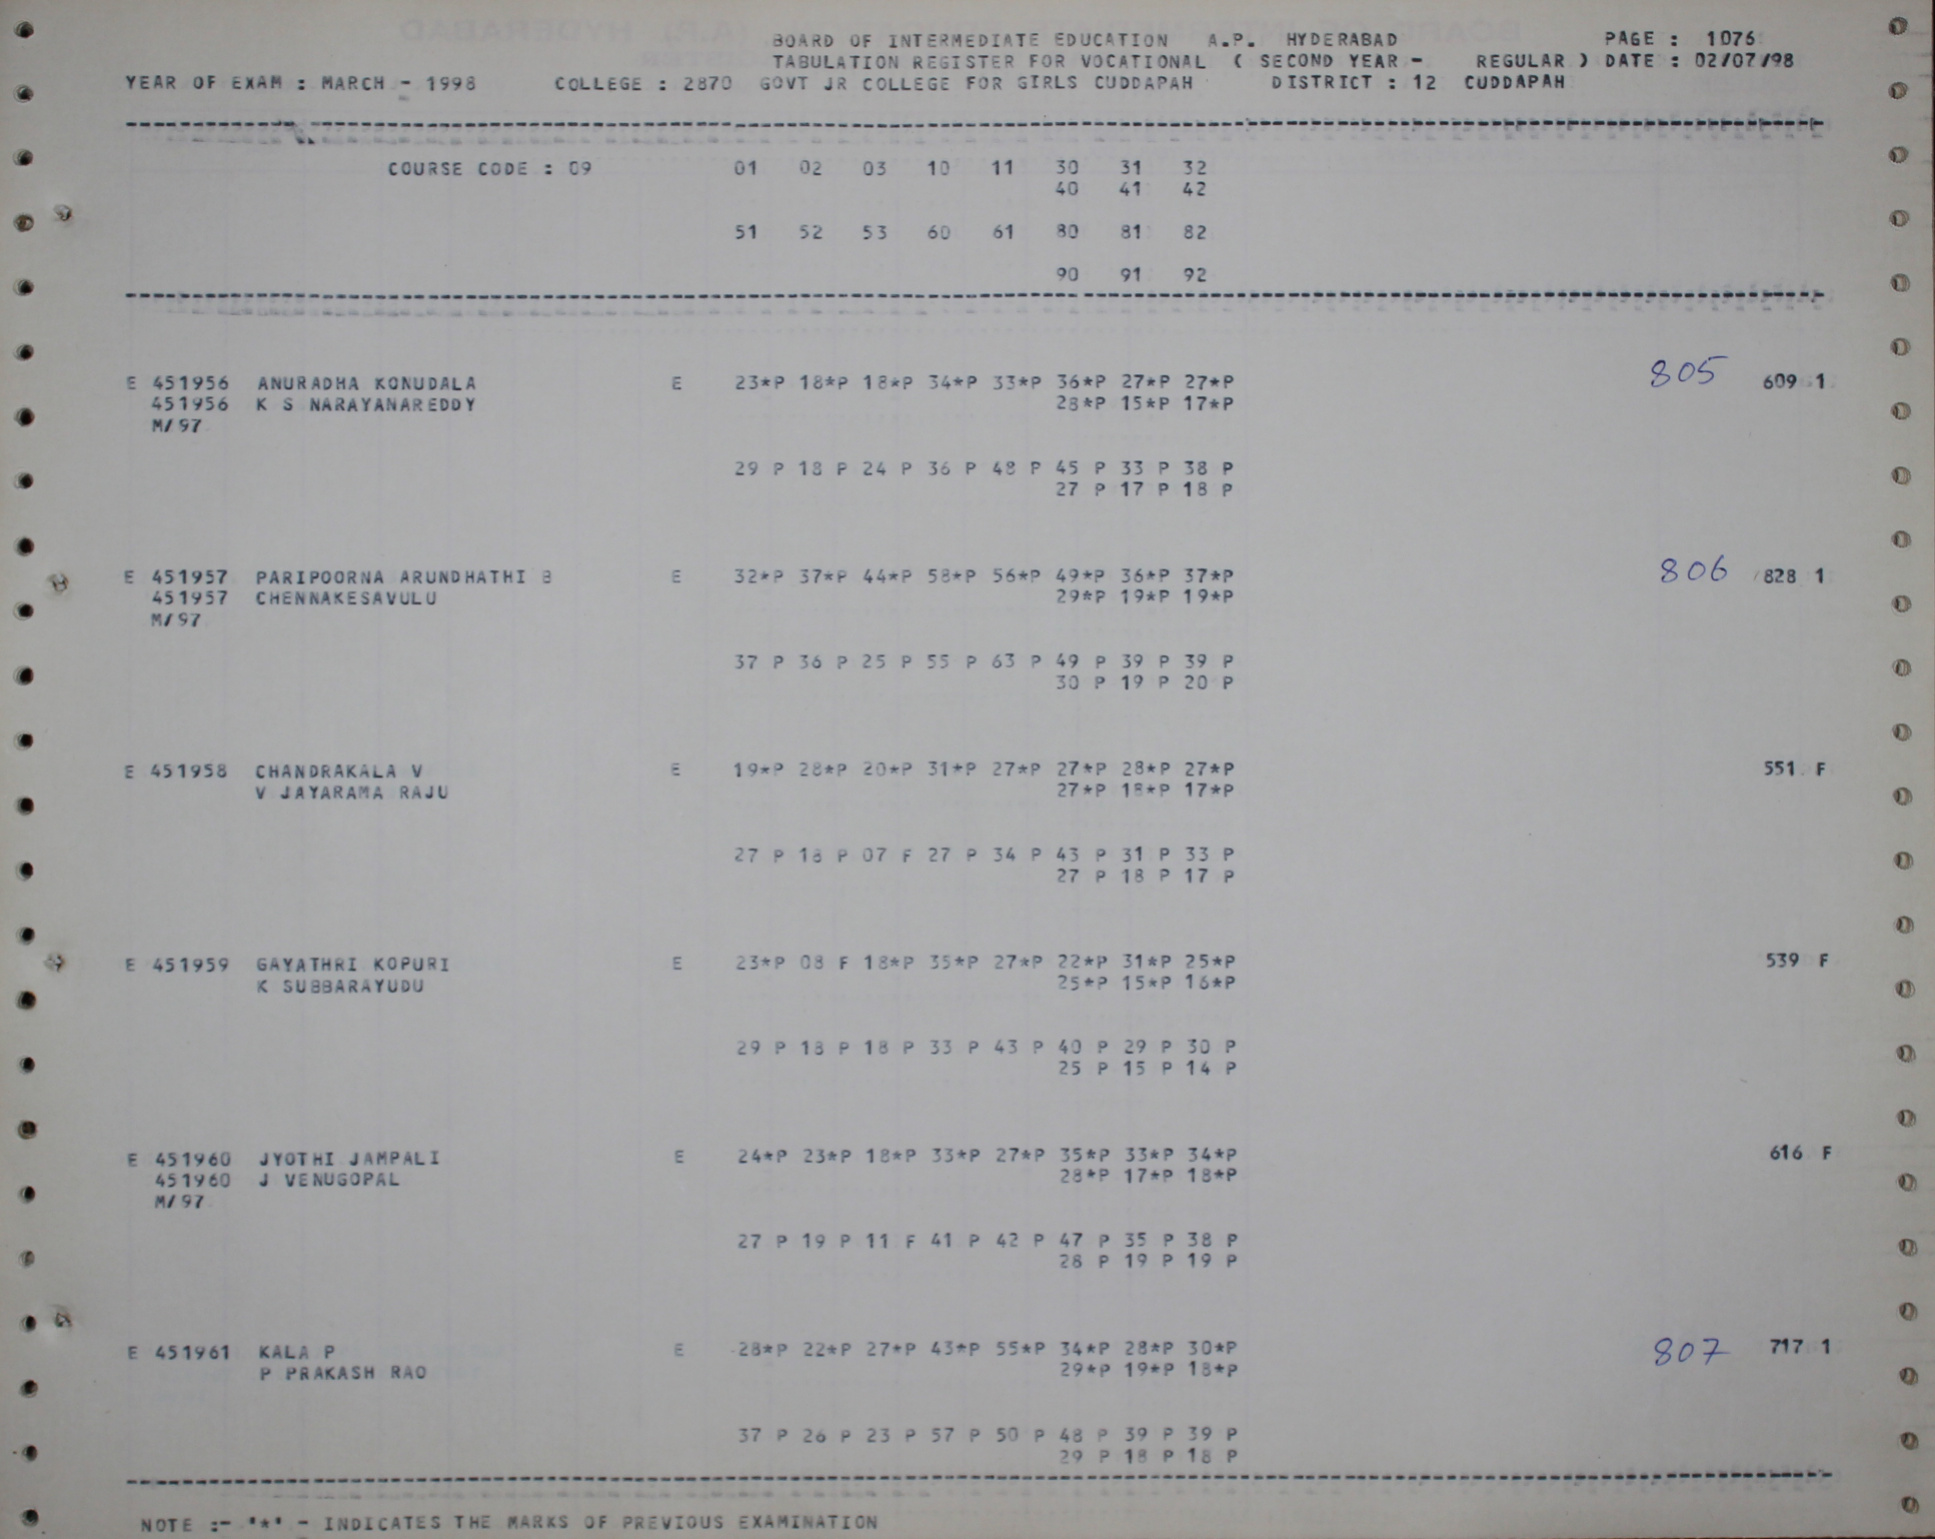 BOARD OF INTERMEDIATE EDUCATION A.P. HYDERABAD PAGE : 1076
TABULATION REGISTER FOR VOCATIONAL ( SECOND YEAR - REGULAR ) DATE : 02/07/98
YEAR OF EXAM : MARCH - 1998 COLLEGE : 2870 GOVT JR COLLEGE FOR GIRLS CUDDAPAH DISTRICT : 12 CUDDAPAH
COURSE CODE : 09 01 02 03 10 11 30 31 32
40 41 42
51 52 53 60 61 80 81 82
90 91 92
E 451956 ANURADHA KONUDALA E 23*P 18*P 18*P 34*P 33*P 36*P 27*P 27*P 805 609 1
451956 K S NARAYANAREDDY 28*P 15*P 17*P
M/97
29 P 18 P 24 P 36 P 48 P 45 P 33 P 38 P
27 P 17 P 18 P
E 451957 PARIPOORNA ARUNDHATHI B E 32*P 37*P 44*P 58*P 56*P 49*P 36*P 37*P 806 828 1
451957 CHENNAKESAVULU 29*P 19*P 19*P
M/97
37 P 36 P 25 P 55 P 63 P 49 P 39 P 39 P
30 P 19 P 20 P
E 451958 CHANDRAKALA V E 19*P 28*P 20*P 31*P 27*P 27*P 28*P 27*P 551 F
V JAYARAMA RAJU 27*P 18*P 17*P
27 P 18 P 07 F 27 P 34 P 43 P 31 P 33 P
27 P 18 P 17 P
E 451959 GAYATHRI KOPURI E 23*P 08 F 18*P 35*P 27*P 22*P 31*P 25*P 539 F
K SUBBARAYUDU 25*P 15*P 16*P
29 P 18 P 18 P 33 P 43 P 40 P 29 P 30 P
25 P 15 P 14 P
E 451960 JYOTHI JAMPALI E 24*P 23*P 18*P 33*P 27*P 35*P 33*P 34*P 616 F
451960 J VENUGOPAL 28*P 17*P 18*P
M/97
27 P 19 P 11 F 41 P 42 P 47 P 35 P 38 P
28 P 19 P 19 P
E 451961 KALA P E 28*P 22*P 27*P 43*P 55*P 34*P 28*P 30*P 807 717 1
P PRAKASH RAO 29*P 19*P 18*P
37 P 26 P 23 P 57 P 50 P 48 P 39 P 39 P
29 P 18 P 18 P
NOTE :- '*' - INDICATES THE MARKS OF PREVIOUS EXAMINATION